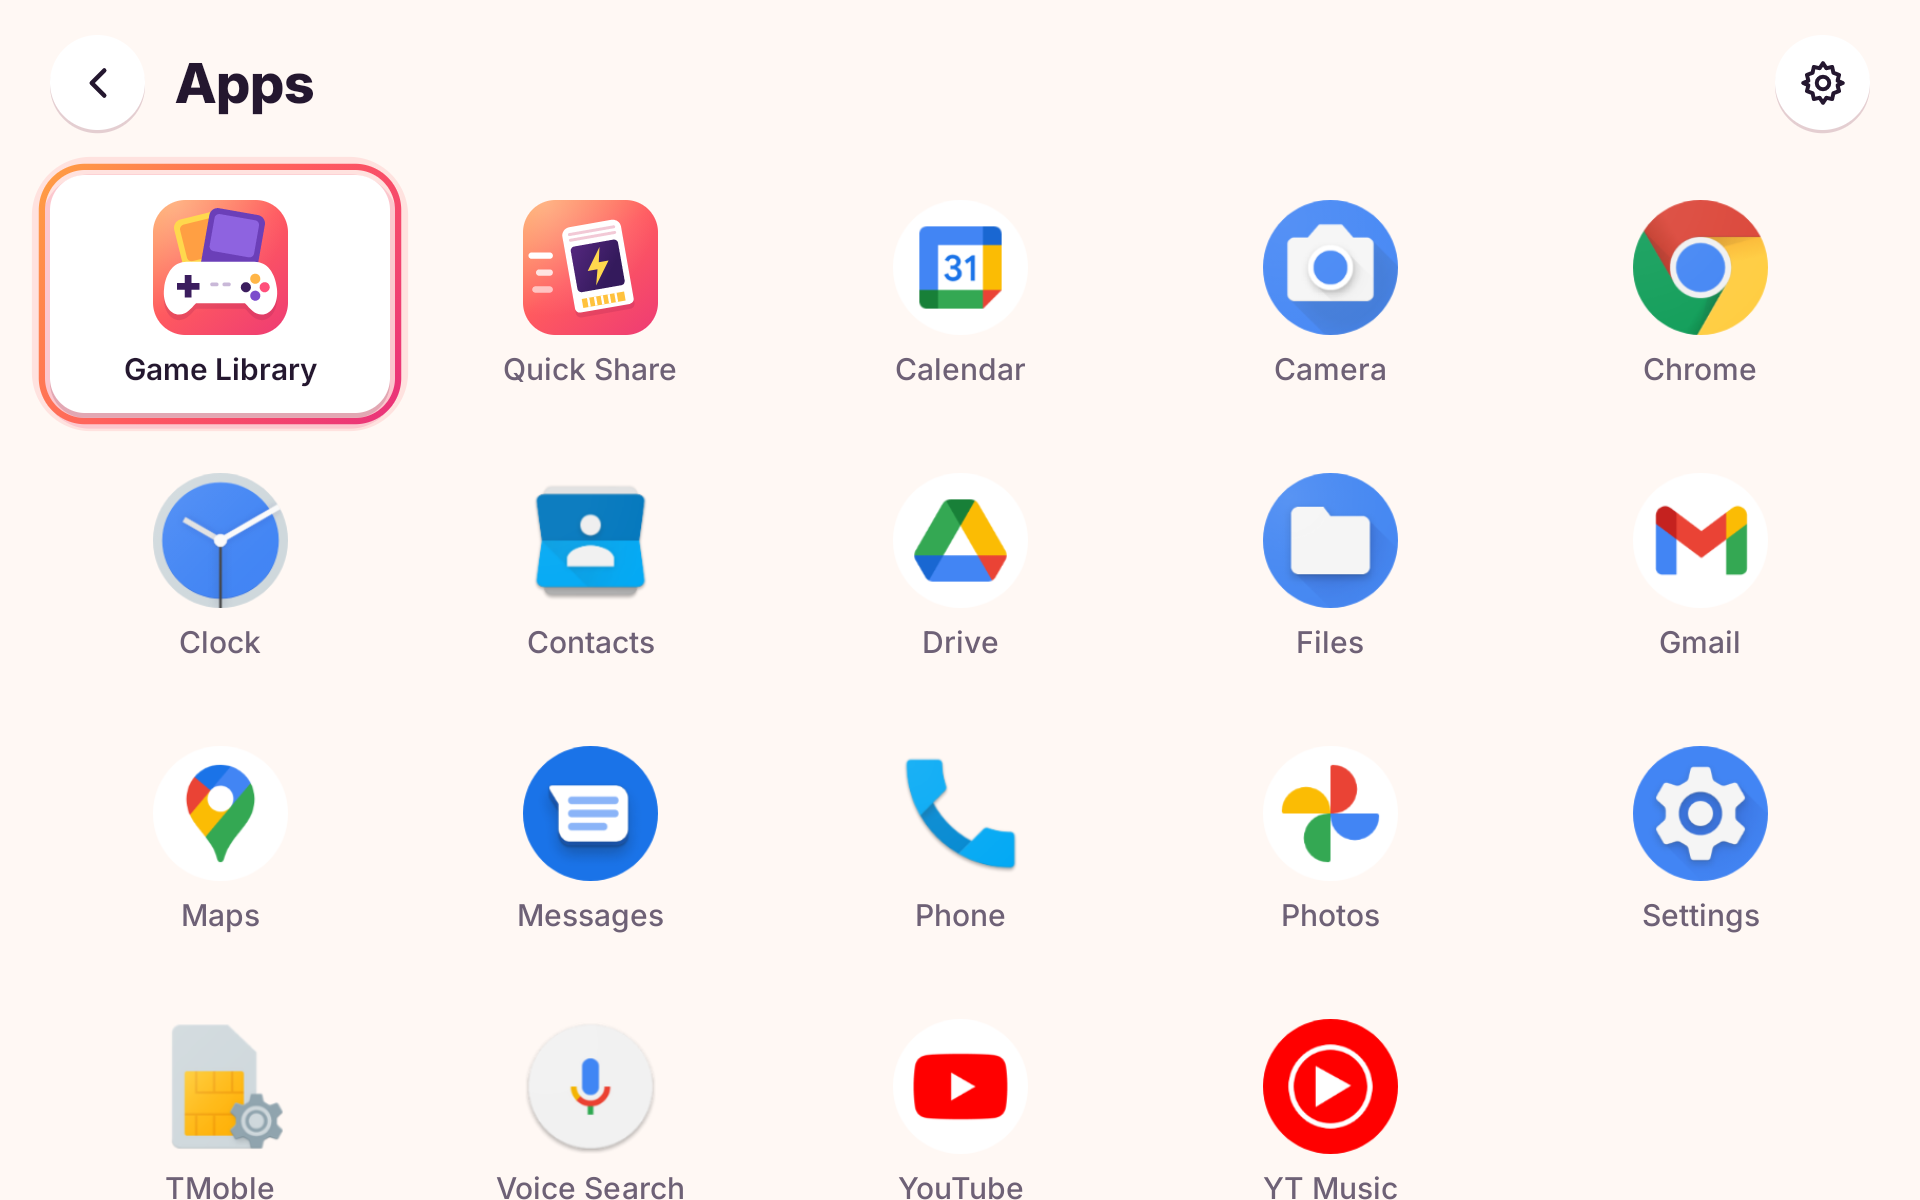 Apps
Game Library
Quick Share
31
Calendar
Camera
Chrome
Clock
Contacts
Drive
Files
Gmail
Maps
Messages
Phone
Photos
Settings
TMoble
Voice Search
YouTube
YT Music